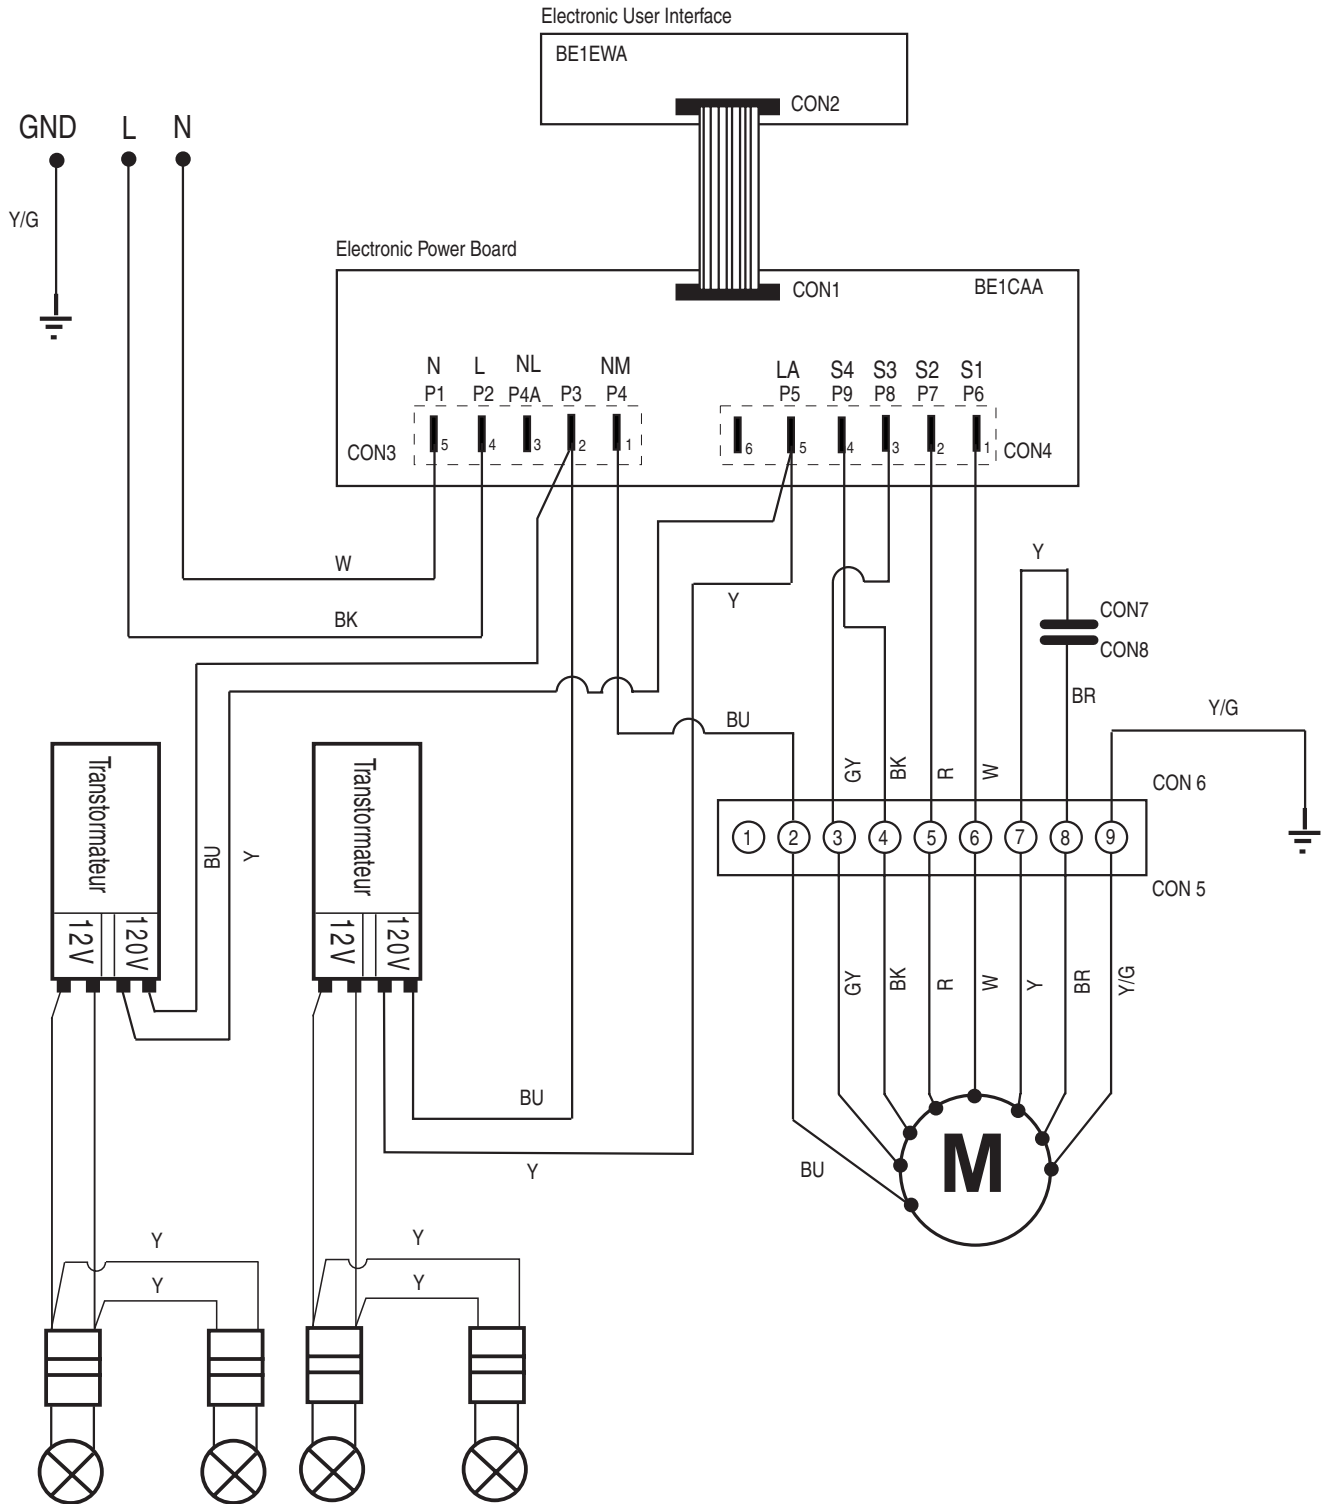 Electronic User Interface
BE1EWA
CON2
GND L N
Y/G
Electronic Power Board
CON1
BE1CAA
N L NL NM LA S4 S3 S2 S1
P1 P2 P4A P3 P4 P5 P9 P8 P7 P6
CON3 5 4 3 2 1 6 5 4 3 2 1 CON4
W
Y
Y
BK
CON7
CON8
BR
Y/G
BU
GY BK R W
CON 6
Transtormateur
Transtormateur
BU Y
1 2 3 4 5 6 7 8 9
CON 5
12V 120V
12V 120V
GY BK R W Y BR Y/G
BU
Y
BU
M
Y
Y
Y
Y